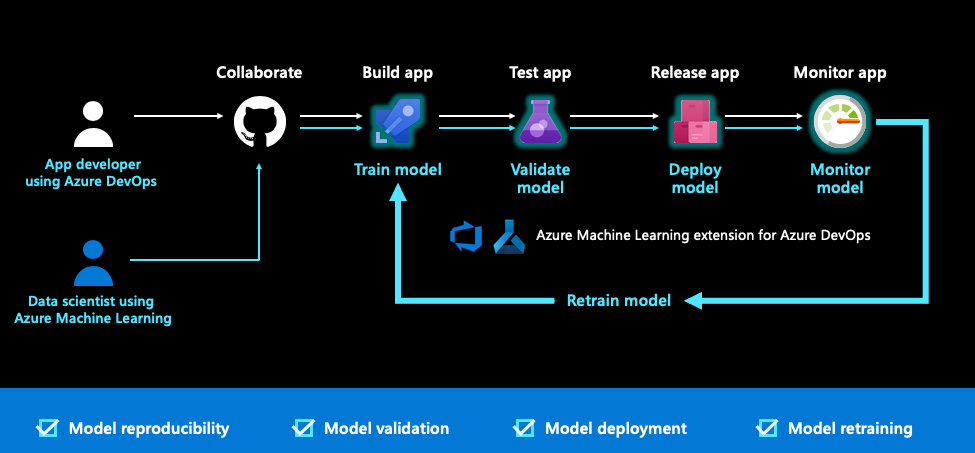 Collaborate
Build app
Test app
Release app
Monitor app
App developer
using Azure DevOps
Train model
Validate
model
Deploy
model
Monitor
model
Azure Machine Learning extension for Azure DevOps
Data scientist using
Azure Machine Learning
Retrain model
Model reproducibility
Model validation
Model deployment
Model retraining